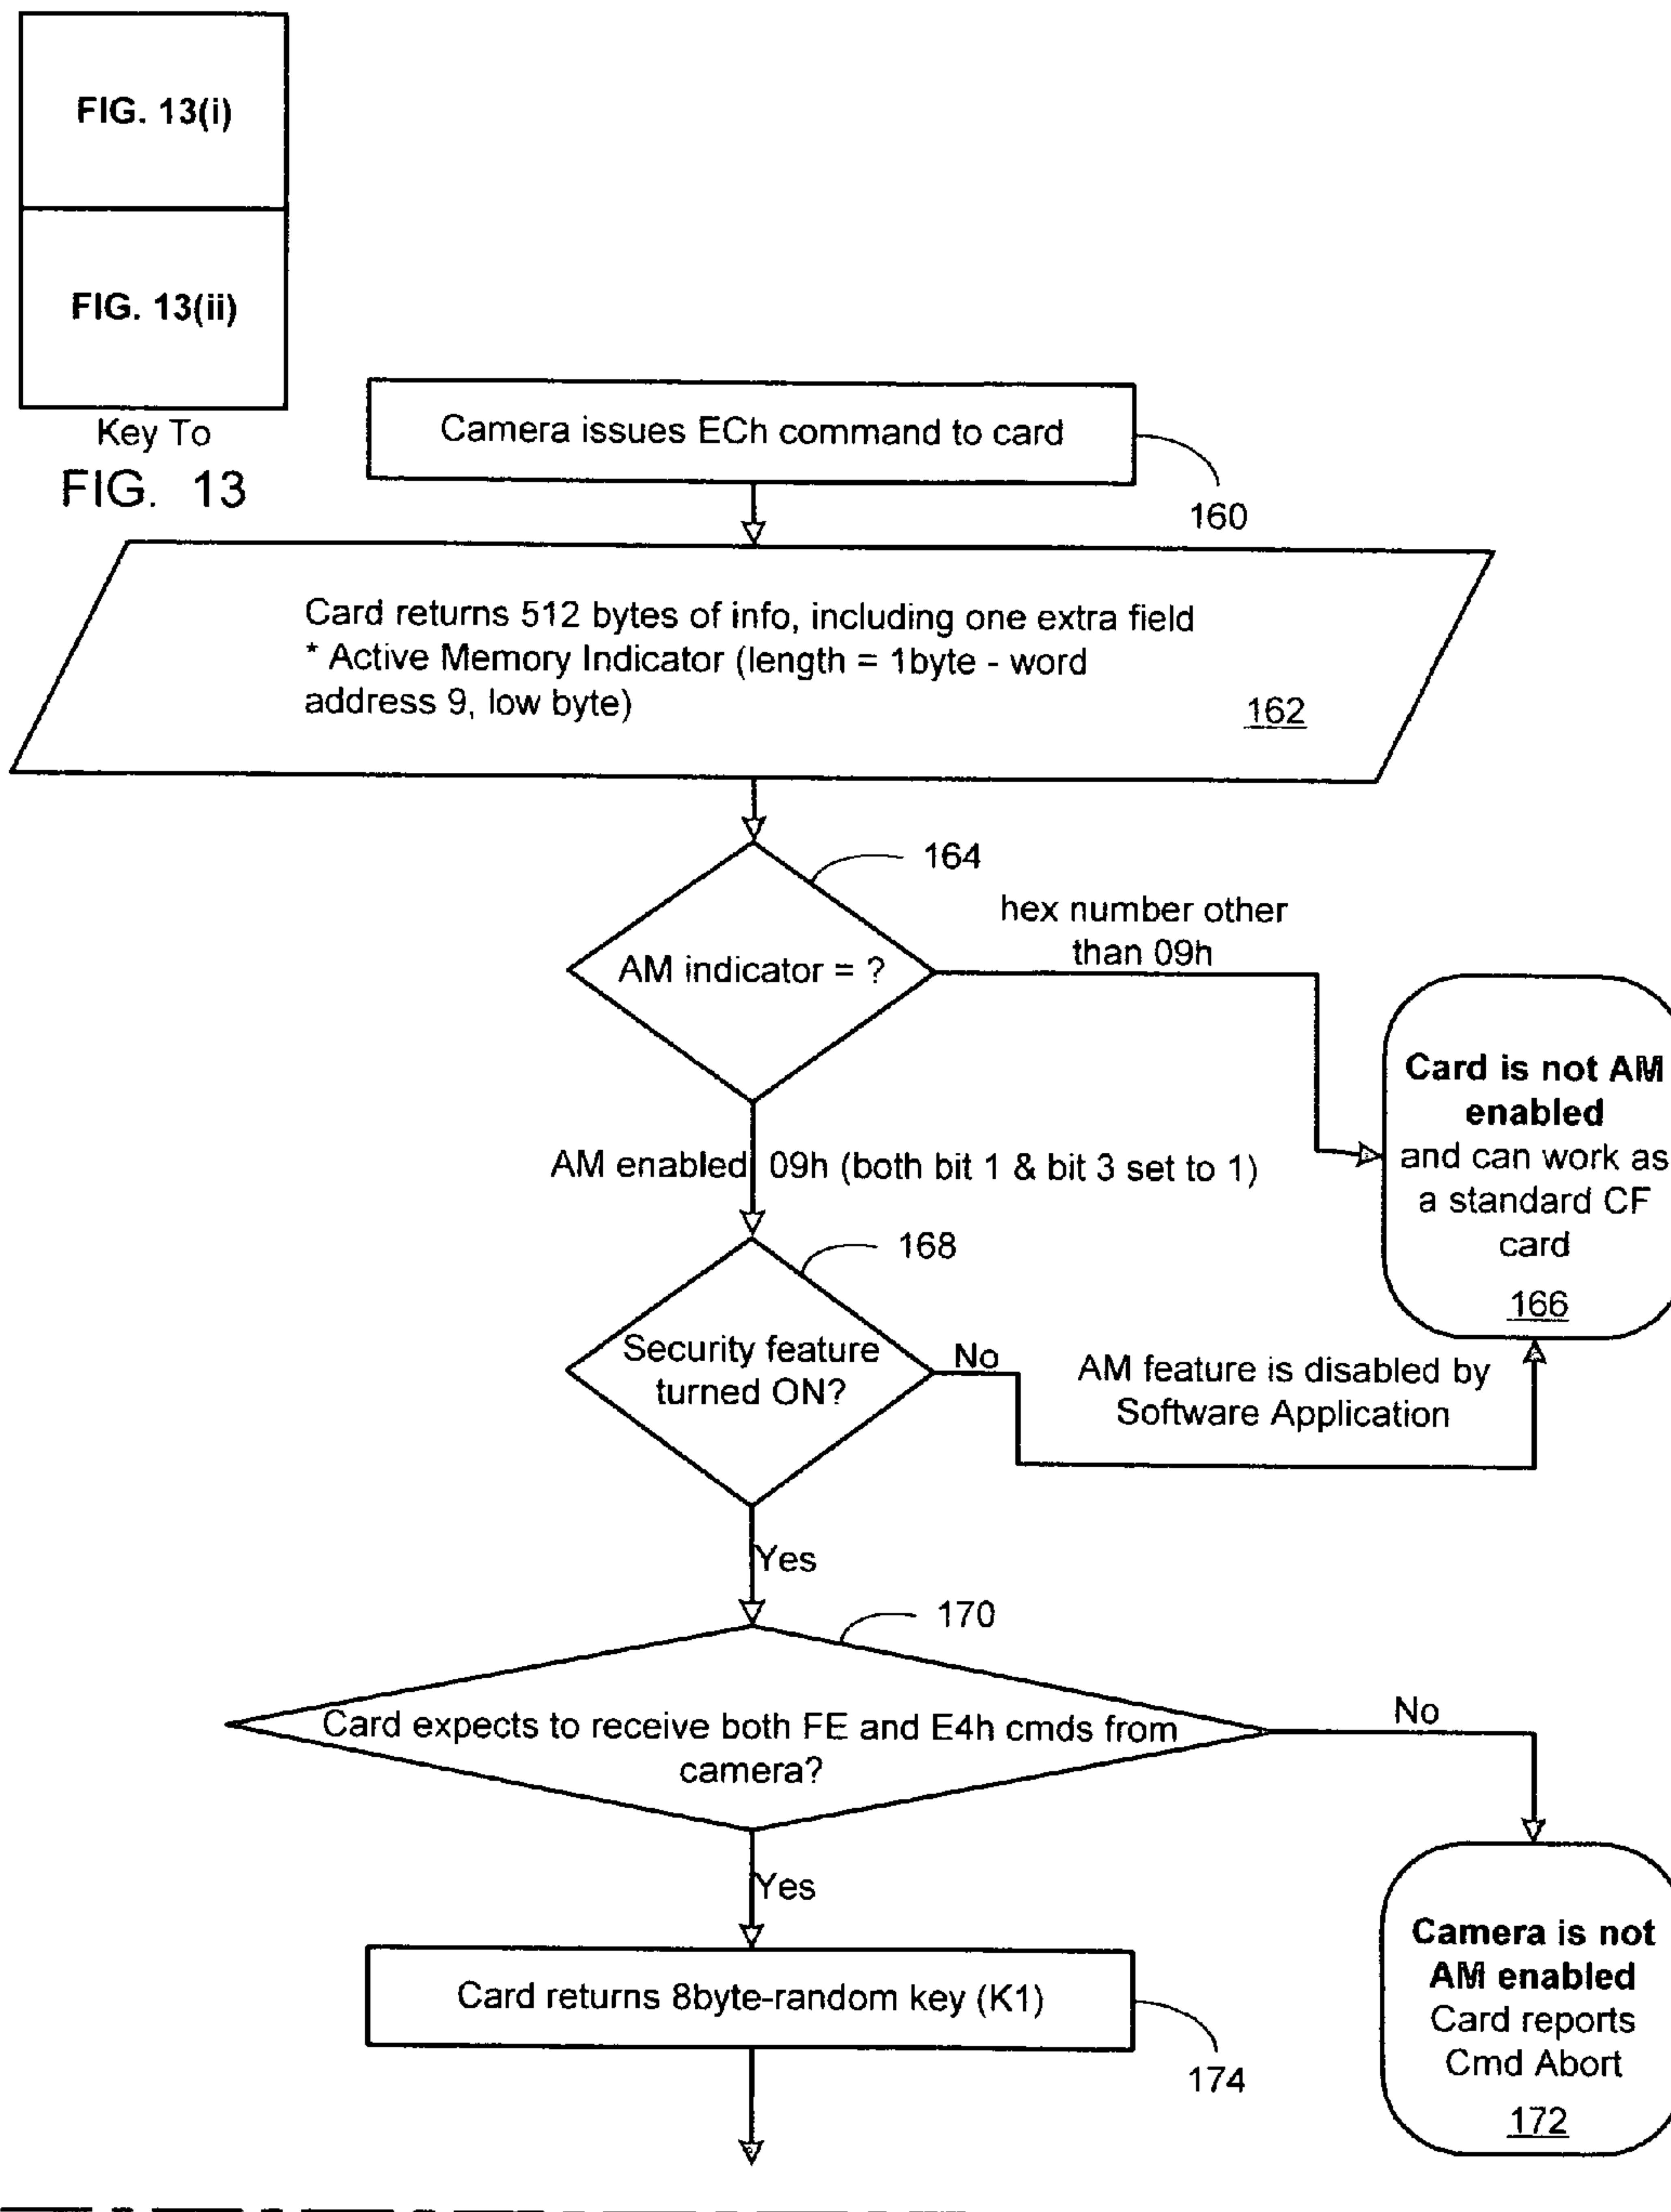 FIG. 13(i)
FIG. 13(ii)
Key To
FIG. 13
Camera issues ECh command to card
160
Card returns 512 bytes of info, including one extra field
* Active Memory Indicator (length = 1byte - word
address 9, low byte)
162
164
AM indicator = ?
hex number other
than 09h
Card is not AM
enabled
and can work as
a standard CF
card
166
AM enabled 09h (both bit 1 & bit 3 set to 1)
168
Security feature
turned ON?
No
AM feature is disabled by
Software Application
Yes
170
Card expects to receive both FE and E4h cmds from
camera?
No
Yes
Camera is not
AM enabled
Card reports
Cmd Abort
172
Card returns 8byte-random key (K1)
174